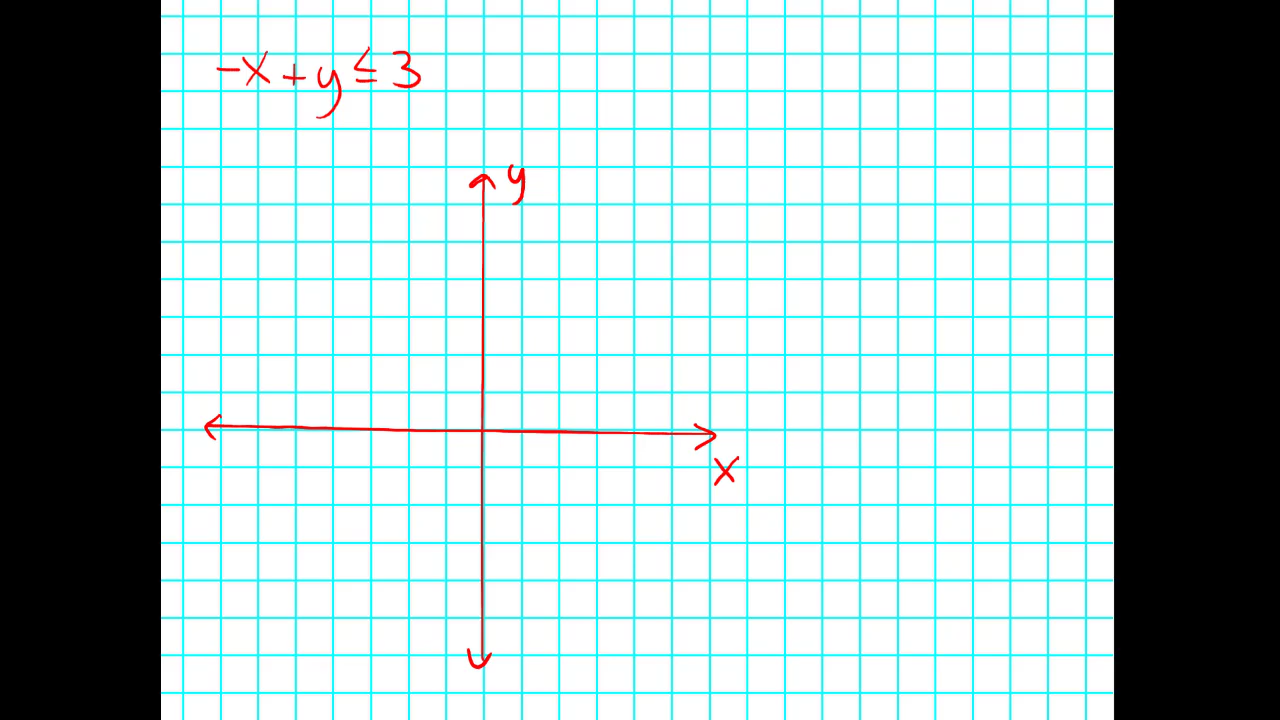 -x + y ≤ 3
y
x